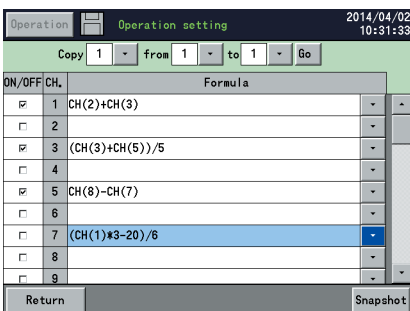 Operation Operation setting 2014/04/02
10:31:33
Copy 1 from 1 to 1 Go
ON/OFF CH. Formula
1 CH(2)+CH(3)
2
3 (CH(3)+CH(5))/5
4
5 CH(8)-CH(7)
6
7 (CH(1)*3-20)/6
8
9
Return Snapshot